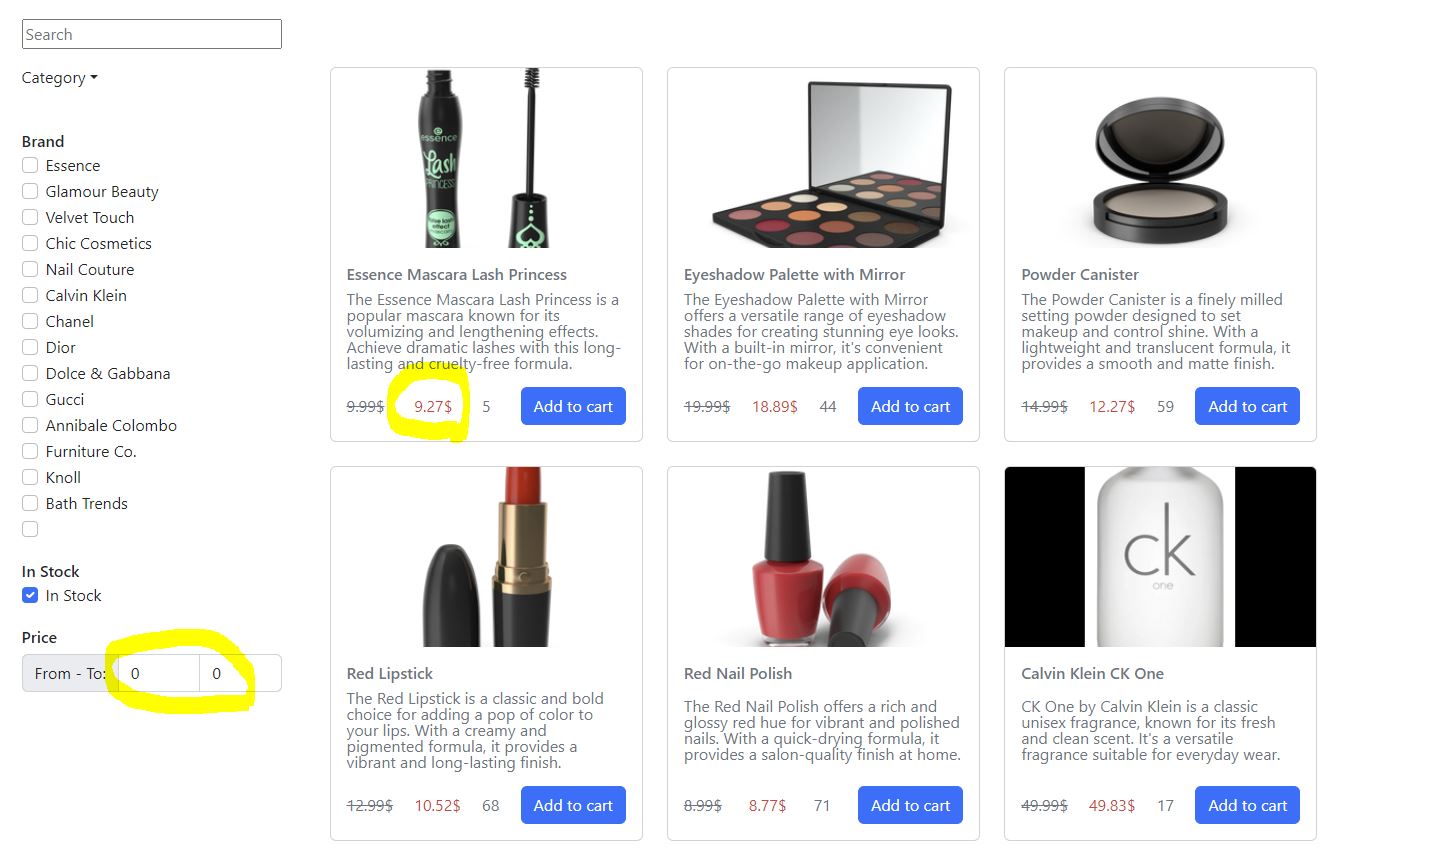 Search
Category
Brand
Essence
Glamour Beauty
Velvet Touch
Chic Cosmetics
Nail Couture
Calvin Klein
Chanel
Dior
Dolce & Gabbana
Gucci
Annibale Colombo
Furniture Co.
Knoll
Bath Trends
In Stock
In Stock
Price
From - To: 0 0
essence
Lash
PRINCESS
false lash
effect
mascara
Essence Mascara Lash Princess
The Essence Mascara Lash Princess is a
popular mascara known for its
volumizing and lengthening effects.
Achieve dramatic lashes with this long-
lasting and cruelty-free formula.
9.99$ 9.27$ 5 Add to cart
Eyeshadow Palette with Mirror
The Eyeshadow Palette with Mirror
offers a versatile range of eyeshadow
shades for creating stunning eye looks.
With a built-in mirror, it's convenient
for on-the-go makeup application.
19.99$ 18.89$ 44 Add to cart
Powder Canister
The Powder Canister is a finely milled
setting powder designed to set
makeup and control shine. With a
lightweight and translucent formula, it
provides a smooth and matte finish.
14.99$ 12.27$ 59 Add to cart
Red Lipstick
The Red Lipstick is a classic and bold
choice for adding a pop of color to
your lips. With a creamy and
pigmented formula, it provides a
vibrant and long-lasting finish.
12.99$ 10.52$ 68 Add to cart
Red Nail Polish
The Red Nail Polish offers a rich and
glossy red hue for vibrant and polished
nails. With a quick-drying formula, it
provides a salon-quality finish at home.
8.99$ 8.77$ 71 Add to cart
ck
one
Calvin Klein CK One
CK One by Calvin Klein is a classic
unisex fragrance, known for its fresh
and clean scent. It's a versatile
fragrance suitable for everyday wear.
49.99$ 49.83$ 17 Add to cart